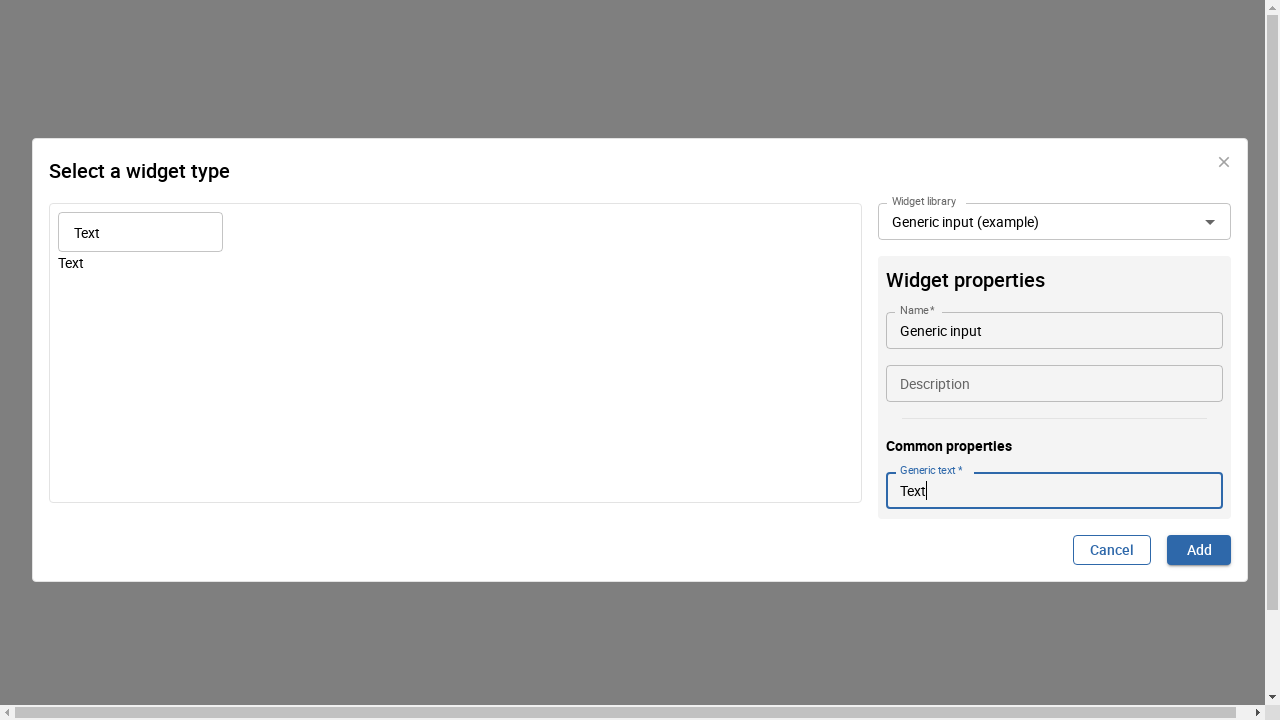 Select a widget type
×
Text
Text
Widget library
Generic input (example)
Widget properties
Name *
Generic input
Description
Common properties
Generic text *
Text
Cancel
Add